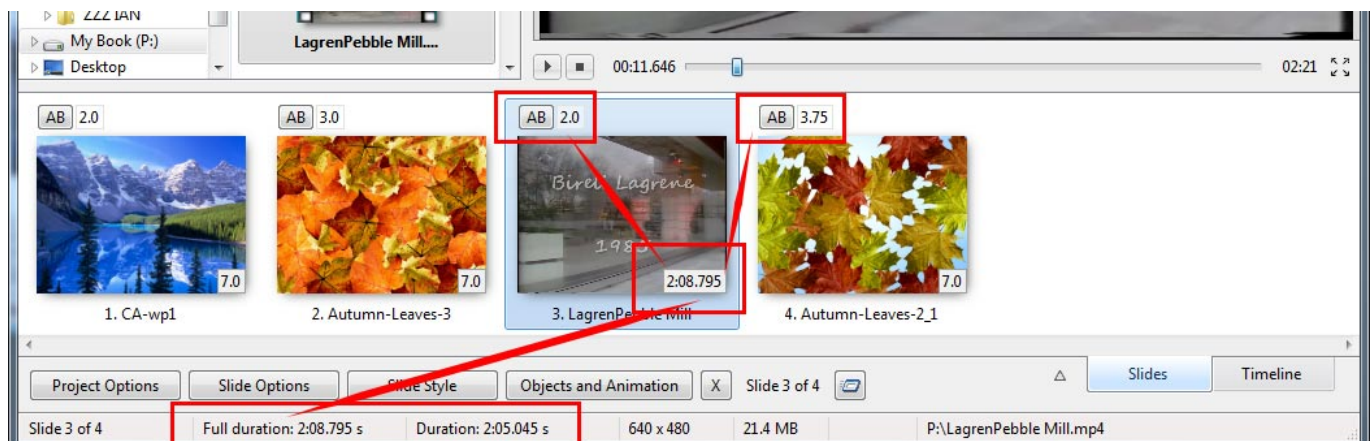 ZZZ IAN
My Book (P:)
Desktop
LagrenPebble Mill....
00:11.646
02:21
AB 2.0
AB 3.0
AB 2.0
AB 3.75
Bireli Lagrene
1983
7.0
7.0
2:08.795
7.0
1. CA-wp1
2. Autumn-Leaves-3
3. LagrenPebble Mill
4. Autumn-Leaves-2_1
Project Options
Slide Options
Slide Style
Objects and Animation
X
Slide 3 of 4
Slides
Timeline
Slide 3 of 4
Full duration: 2:08.795 s
Duration: 2:05.045 s
640 x 480
21.4 MB
P:\LagrenPebble Mill.mp4